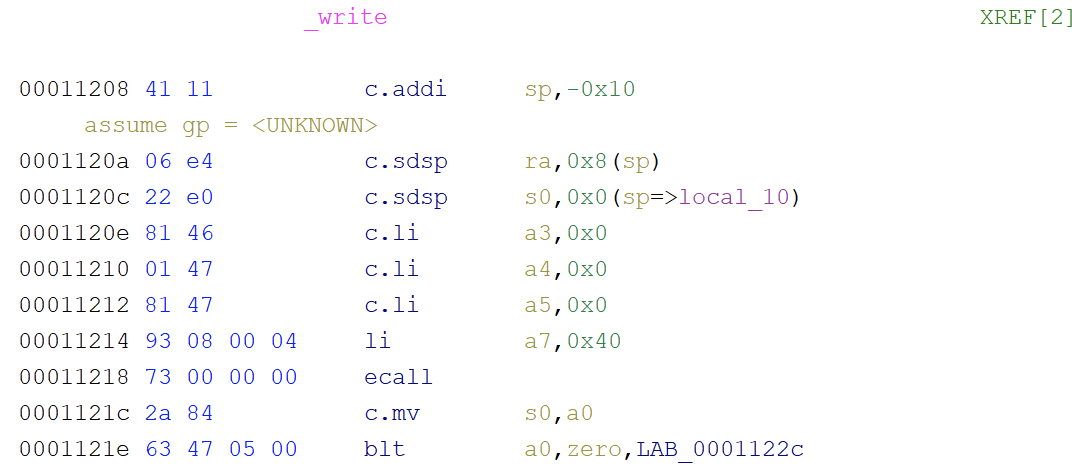 _write XREF[2]
00011208 41 11 c.addi sp,-0x10
assume gp = <UNKNOWN>
0001120a 06 e4 c.sdsp ra,0x8(sp)
0001120c 22 e0 c.sdsp s0,0x0(sp=>local_10)
0001120e 81 46 c.li a3,0x0
00011210 01 47 c.li a4,0x0
00011212 81 47 c.li a5,0x0
00011214 93 08 00 04 li a7,0x40
00011218 73 00 00 00 ecall
0001121c 2a 84 c.mv s0,a0
0001121e 63 47 05 00 blt a0,zero,LAB_0001122c